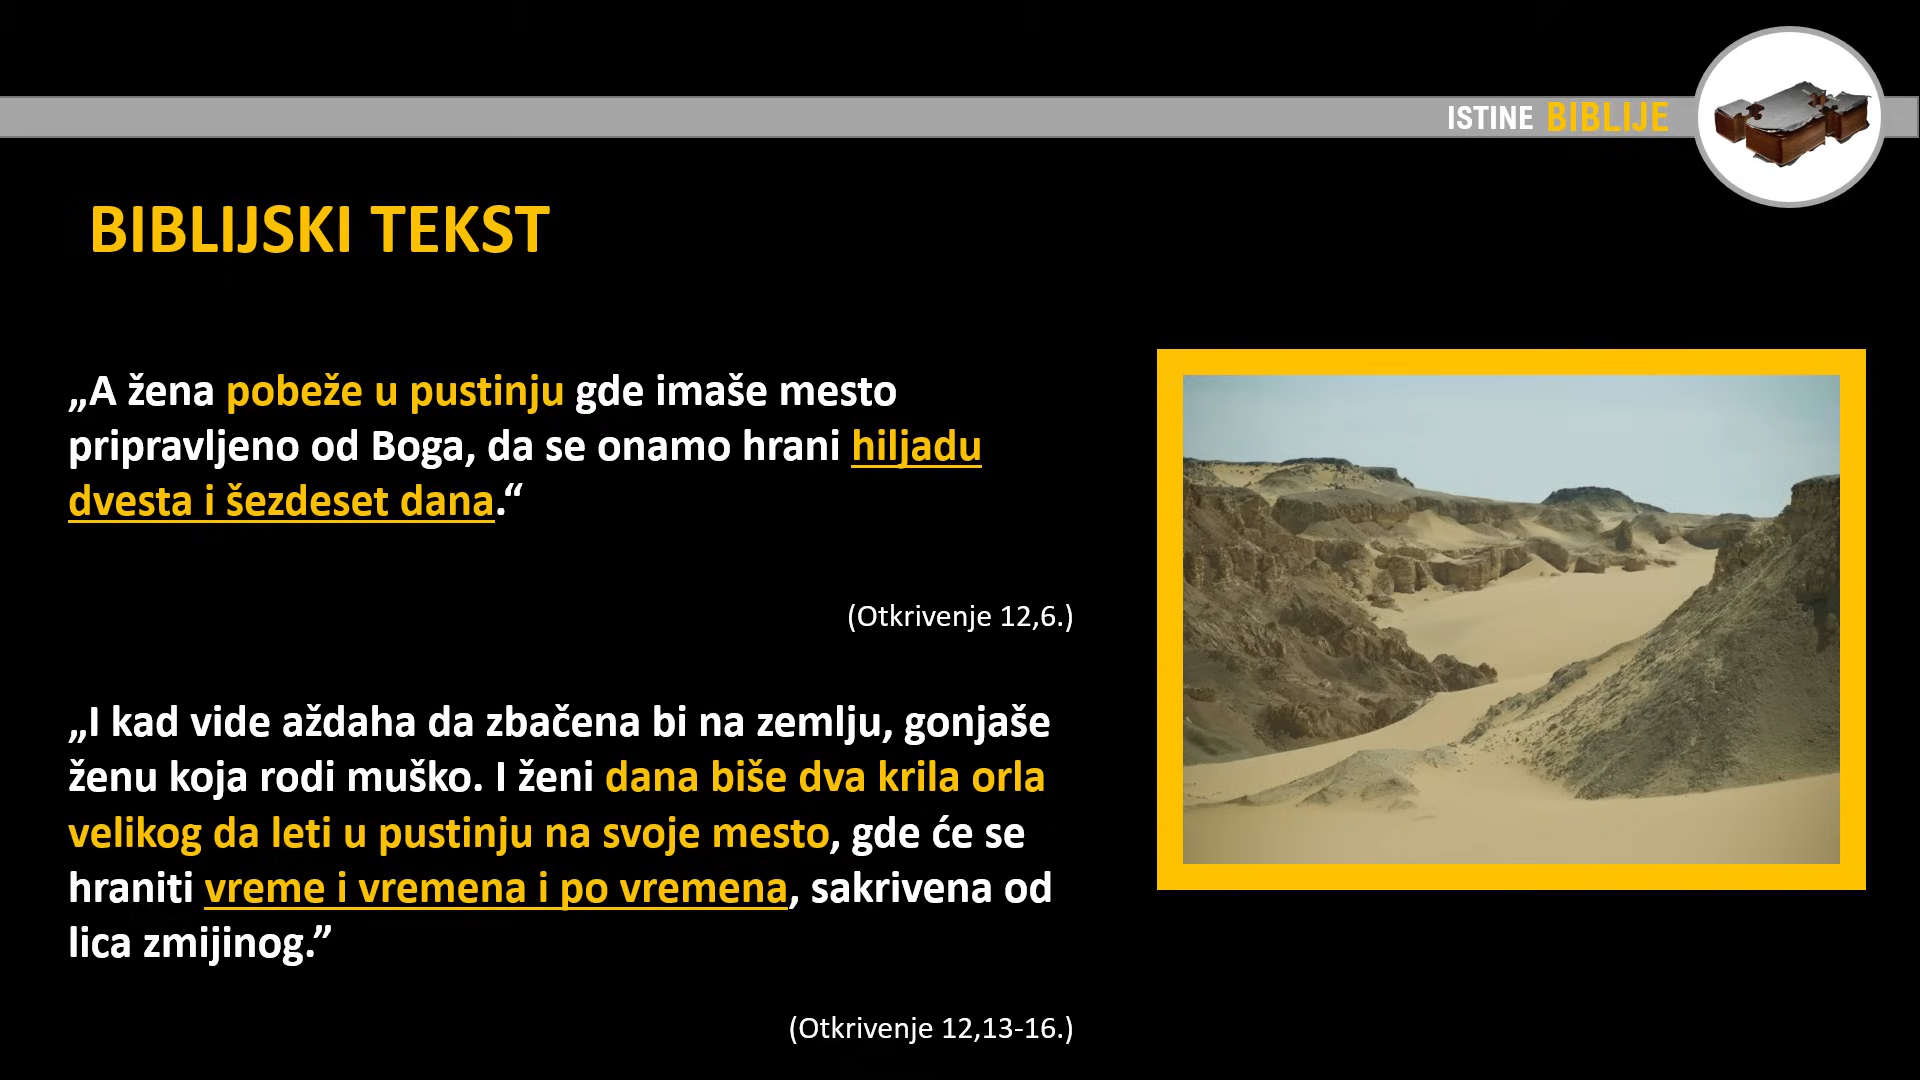 ISTINE BIBLIJE
BIBLIJSKI TEKST
„A žena pobeže u pustinju gde imaše mesto
pripravljeno od Boga, da se onamo hrani hiljadu
dvesta i šezdeset dana.“
(Otkrivenje 12,6.)
„I kad vide aždaha da zbačena bi na zemlju, gonjaše
ženu koja rodi muško. I ženi dana biše dva krila orla
velikog da leti u pustinju na svoje mesto, gde će se
hraniti vreme i vremena i po vremena, sakrivena od
lica zmijinog.”
(Otkrivenje 12,13-16.)